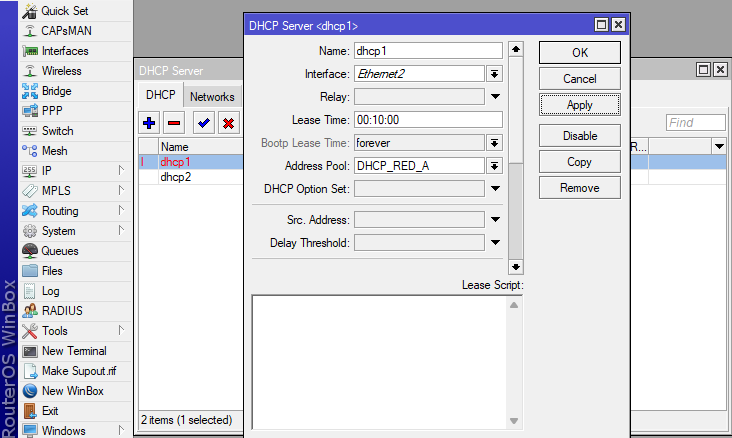 RouterOS WinBox
Quick Set
CAPsMAN
Interfaces
Wireless
Bridge
PPP
Switch
Mesh
IP
MPLS
Routing
System
Queues
Files
Log
RADIUS
Tools
New Terminal
Make Supout.rif
New WinBox
Exit
Windows
DHCP Server
DHCP Networks
Find
Name R...
I dhcp1
dhcp2
2 items (1 selected)
DHCP Server <dhcp1>
Name: dhcp1
Interface: Ethernet2
Relay:
Lease Time: 00:10:00
Bootp Lease Time: forever
Address Pool: DHCP_RED_A
DHCP Option Set:
Src. Address:
Delay Threshold:
Lease Script:
OK
Cancel
Apply
Disable
Copy
Remove